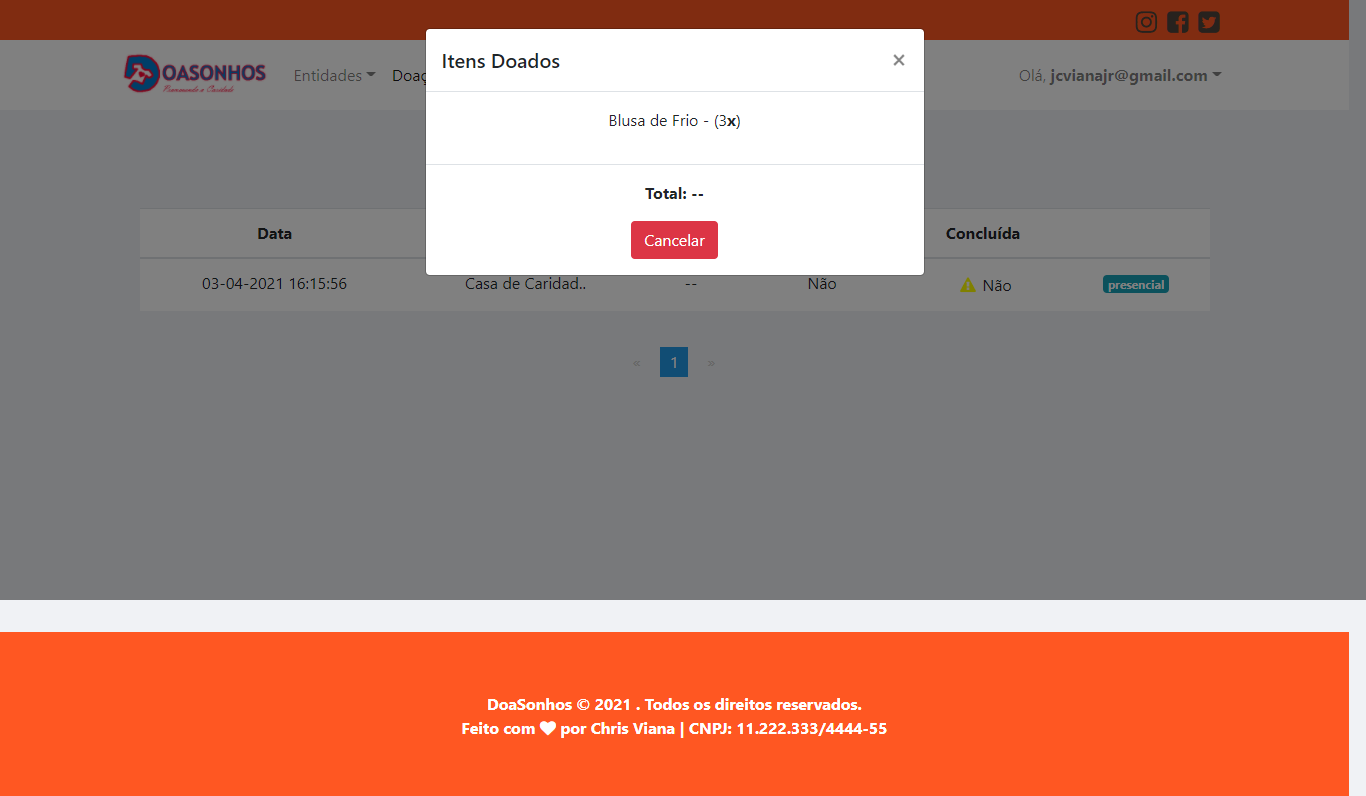 OASONHOS
Entidades
Doaç
Olá, jcvianajr@gmail.com
Itens Doados
×
Blusa de Frio - (3x)
Total: --
Cancelar
Data
Concluída
03-04-2021 16:15:56
Casa de Caridad..
--
Não
Não
presencial
« 1 »
DoaSonhos © 2021 . Todos os direitos reservados.
Feito com ♥ por Chris Viana | CNPJ: 11.222.333/4444-55